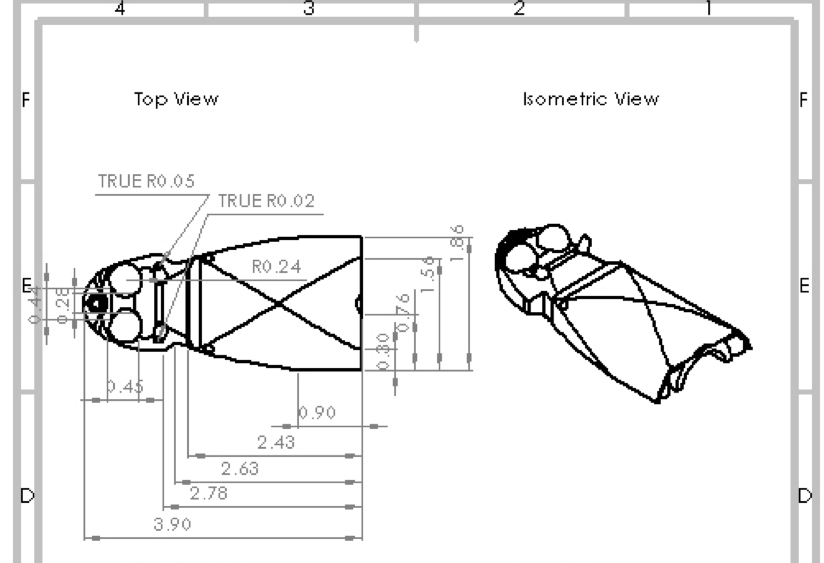 4 3 2 1
F F
Top View Isometric View
TRUE R0.05
TRUE R0.02
1.86
R0.24
1.56
E E
0.28
0.76
0.30
0.45
0.90
2.43
2.63
2.78
D D
3.90